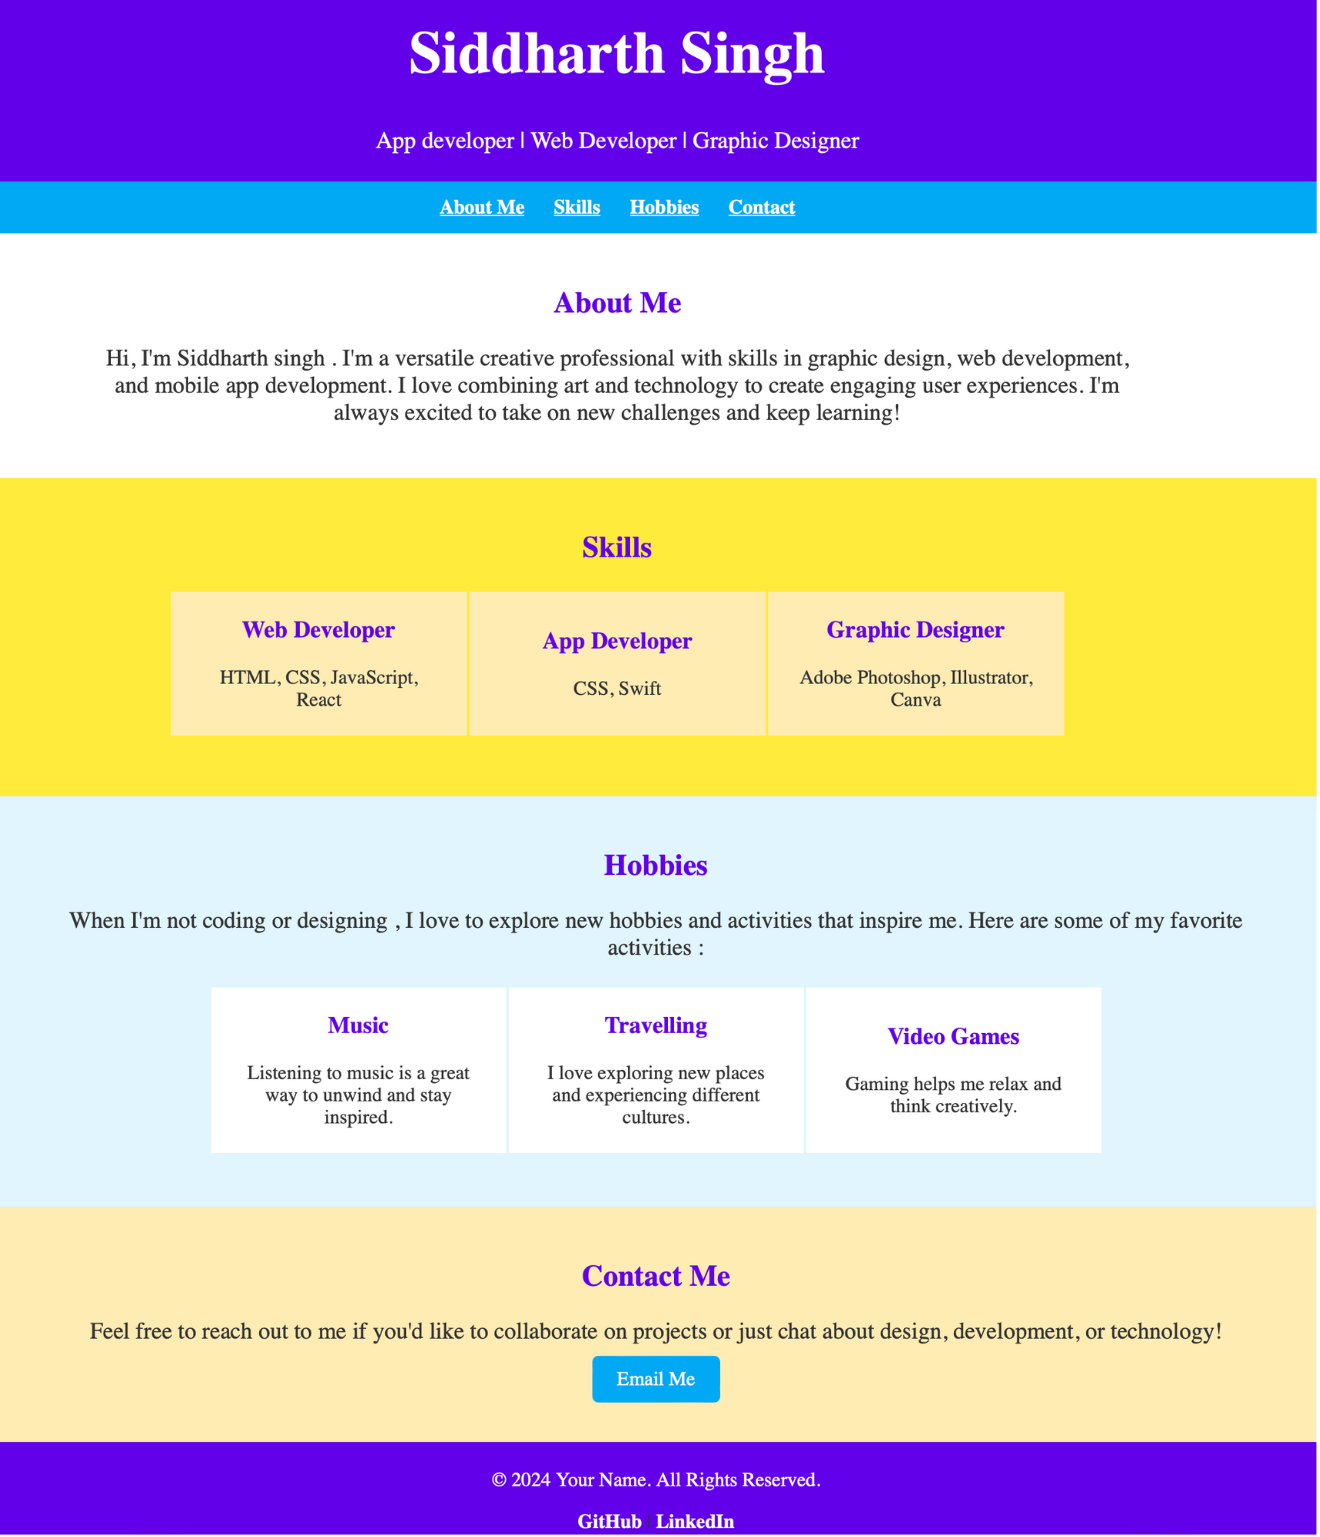 Siddharth Singh
App developer | Web Developer | Graphic Designer
About Me Skills Hobbies Contact
About Me
Hi, I'm Siddharth singh . I'm a versatile creative professional with skills in graphic design, web development,
and mobile app development. I love combining art and technology to create engaging user experiences. I'm
always excited to take on new challenges and keep learning!
Skills
Web Developer
HTML, CSS, JavaScript,
React
App Developer
CSS, Swift
Graphic Designer
Adobe Photoshop, Illustrator,
Canva
Hobbies
When I'm not coding or designing , I love to explore new hobbies and activities that inspire me. Here are some of my favorite
activities :
Music
Listening to music is a great
way to unwind and stay
inspired.
Travelling
I love exploring new places
and experiencing different
cultures.
Video Games
Gaming helps me relax and
think creatively.
Contact Me
Feel free to reach out to me if you'd like to collaborate on projects or just chat about design, development, or technology!
Email Me
© 2024 Your Name. All Rights Reserved.
GitHub | LinkedIn